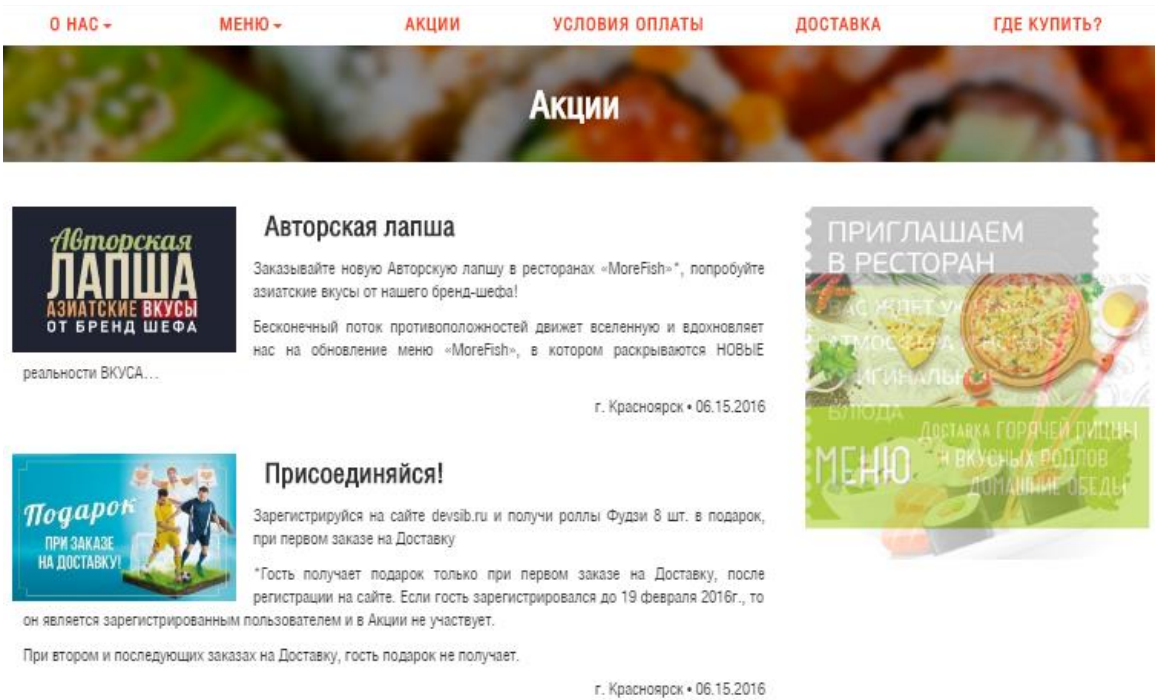 О НАС
МЕНЮ
АКЦИИ
УСЛОВИЯ ОПЛАТЫ
ДОСТАВКА
ГДЕ КУПИТЬ?
Акции
Авторская
ЛАПША
АЗИАТСКИЕ ВКУСЫ
ОТ БРЕНД ШЕФА
Авторская лапша
Заказывайте новую Авторскую лапшу в ресторанах «MoreFish»*, попробуйте
азиатские вкусы от нашего бренд-шефа!
Бесконечный поток противоположностей движет вселенную и вдохновляет
нас на обновление меню «MoreFish», в котором раскрываются НОВЫЕ
реальности ВКУСА...
г. Красноярск • 06.15.2016
Подарок
ПРИ ЗАКАЗЕ
НА ДОСТАВКУ!
Присоединяйся!
Зарегистрируйся на сайте devsib.ru и получи роллы Фудзи 8 шт. в подарок,
при первом заказе на Доставку
*Гость получает подарок только при первом заказе на Доставку, после
регистрации на сайте. Если гость зарегистрировался до 19 февраля 2016г., то
он является зарегистрированным пользователем и в Акции не участвует.
При втором и последующих заказах на Доставку, гость подарок не получает.
г. Красноярск • 06.15.2016
ПРИГЛАШАЕМ
В РЕСТОРАН
ВАС ЖДЕТ
БЛЮДА
МЕНЮ
ДОСТАВКА ГОРЯЧЕЙ ПИЦЦЫ
И ВКУСНЫХ РОЛЛОВ
ДОМАШНИЕ ОБЕДЫ